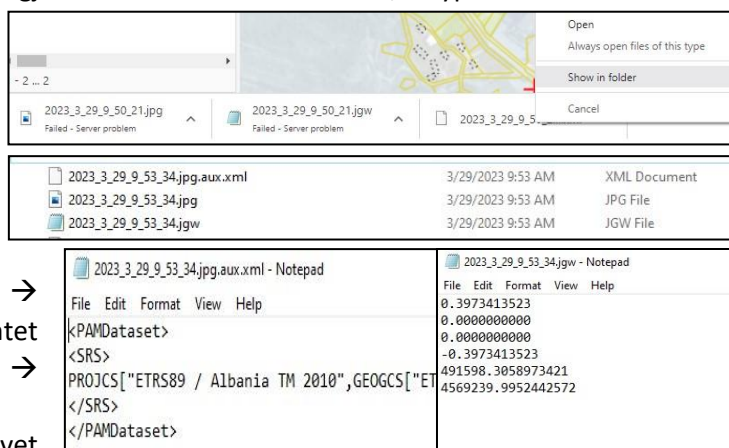 Open
Always open files of this type
Show in folder
Cancel
- 2 ... 2
2023_3_29_9_50_21.jpg
Failed - Server problem
2023_3_29_9_50_21.jgw
Failed - Server problem
2023_3_29_9_5
2023_3_29_9_53_34.jpg.aux.xml 3/29/2023 9:53 AM XML Document
2023_3_29_9_53_34.jpg 3/29/2023 9:53 AM JPG File
2023_3_29_9_53_34.jgw 3/29/2023 9:53 AM JGW File
→
tet
→
vet
2023_3_29_9_53_34.jpg.aux.xml - Notepad
File Edit Format View Help
<PAMDataset>
<SRS>
PROJCS["ETRS89 / Albania TM 2010",GEOGCS["ET
</SRS>
</PAMDataset>
2023_3_29_9_53_34.jgw - Notepad
File Edit Format View Help
0.3973413523
0.0000000000
0.0000000000
-0.3973413523
491598.3058973421
4569239.9952442572